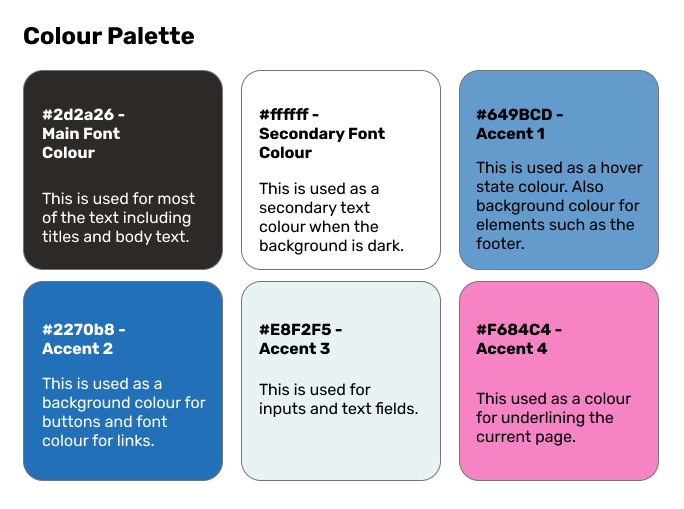 Colour Palette
#2d2a26 -
Main Font
Colour
This is used for most
of the text including
titles and body text.
#ffffff -
Secondary Font
Colour
This is used as a
secondary text
colour when the
background is dark.
#649BCD -
Accent 1
This is used as a hover
state colour. Also
background colour for
elements such as the
footer.
#2270b8 -
Accent 2
This is used as a
background colour for
buttons and font
colour for links.
#E8F2F5 -
Accent 3
This is used for
inputs and text fields.
#F684C4 -
Accent 4
This used as a colour
for underlining the
current page.